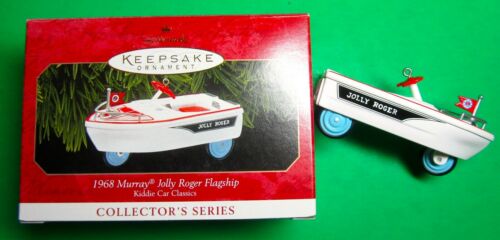 Hallmark
KEEPSAKE
ORNAMENT
JOLLY ROGER
1968 Murray® Jolly Roger Flagship
Kiddie Car Classics
COLLECTOR'S SERIES
JOLLY ROGER